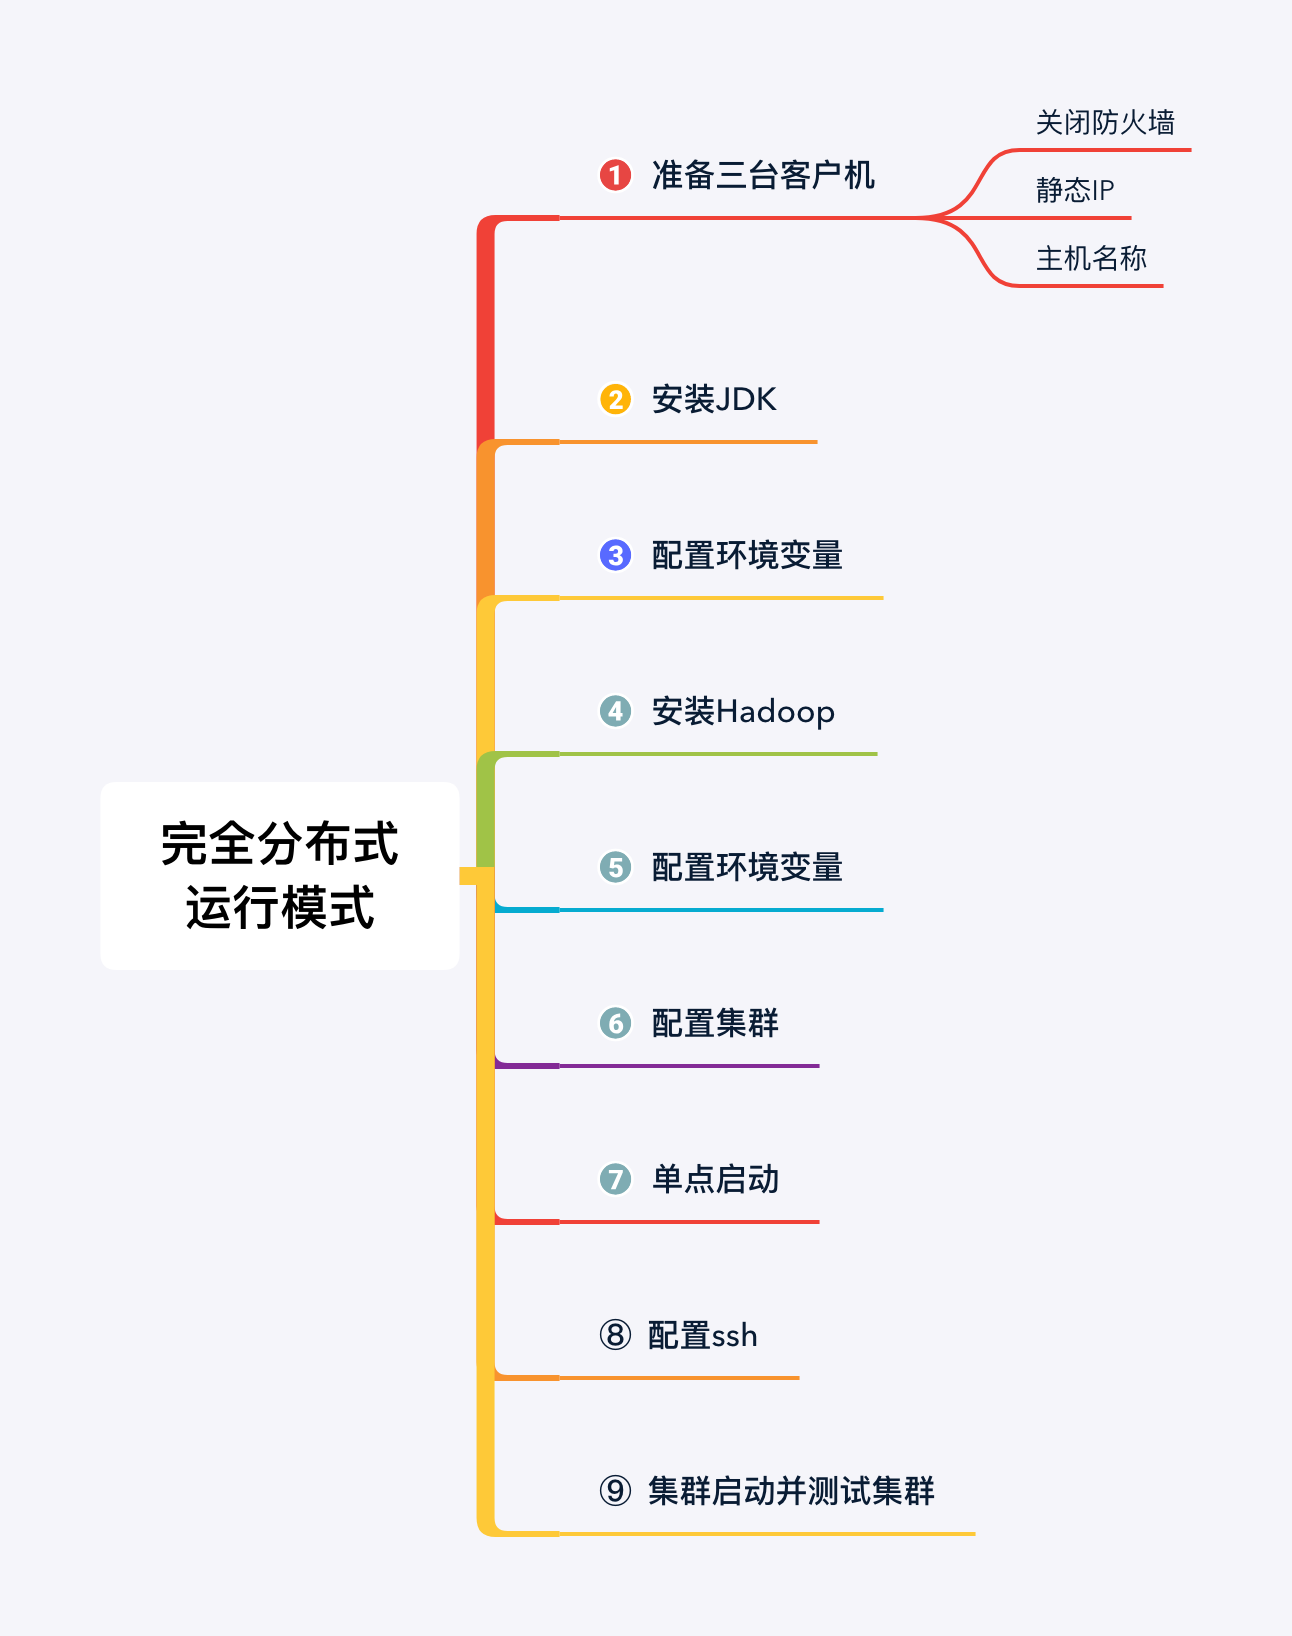 完全分布式
运行模式
1 准备三台客户机
关闭防火墙
静态IP
主机名称
2 安装JDK
3 配置环境变量
4 安装Hadoop
5 配置环境变量
6 配置集群
7 单点启动
⑧ 配置ssh
⑨ 集群启动并测试集群